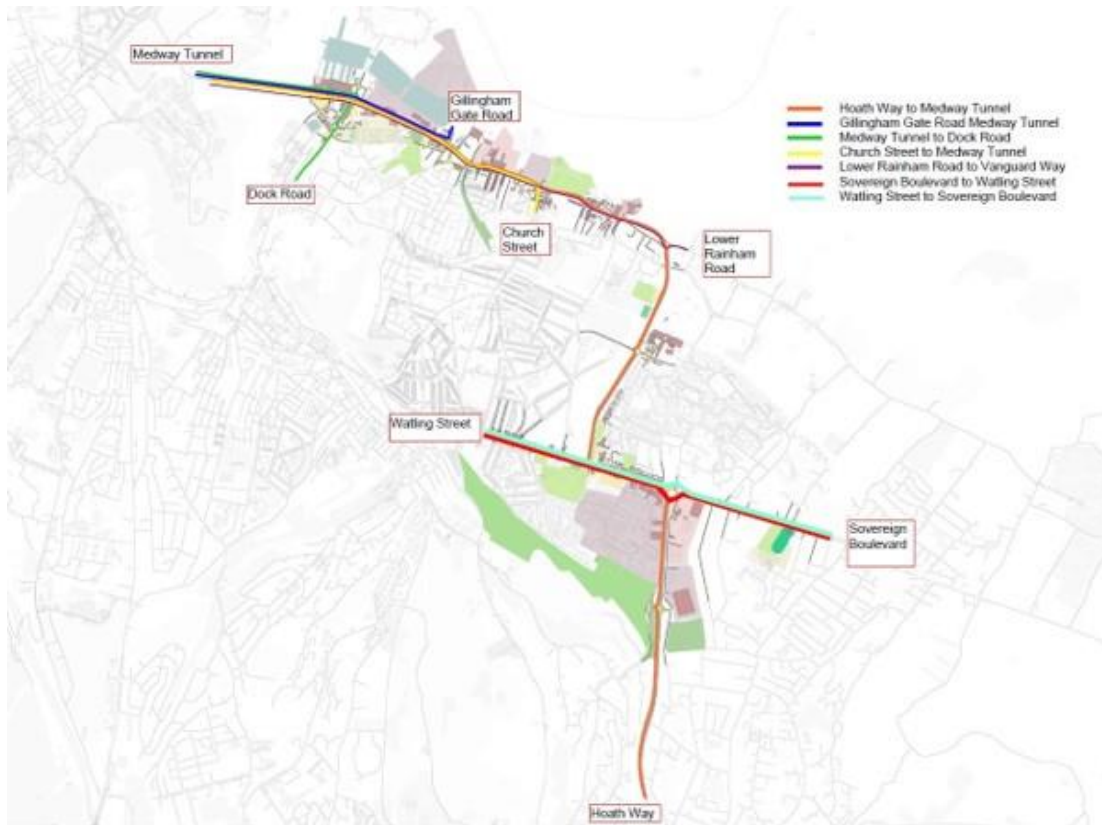 Medway Tunnel
Gillingham
Gate Road
Hoath Way to Medway Tunnel
Gillingham Gate Road Medway Tunnel
Medway Tunnel to Dock Road
Church Street to Medway Tunnel
Lower Rainham Road to Vanguard Way
Sovereign Boulevard to Watling Street
Watling Street to Sovereign Boulevard
Dock Road
Church
Street
Lower
Rainham
Road
Watling Street
Sovereign
Boulevard
Hoath Way